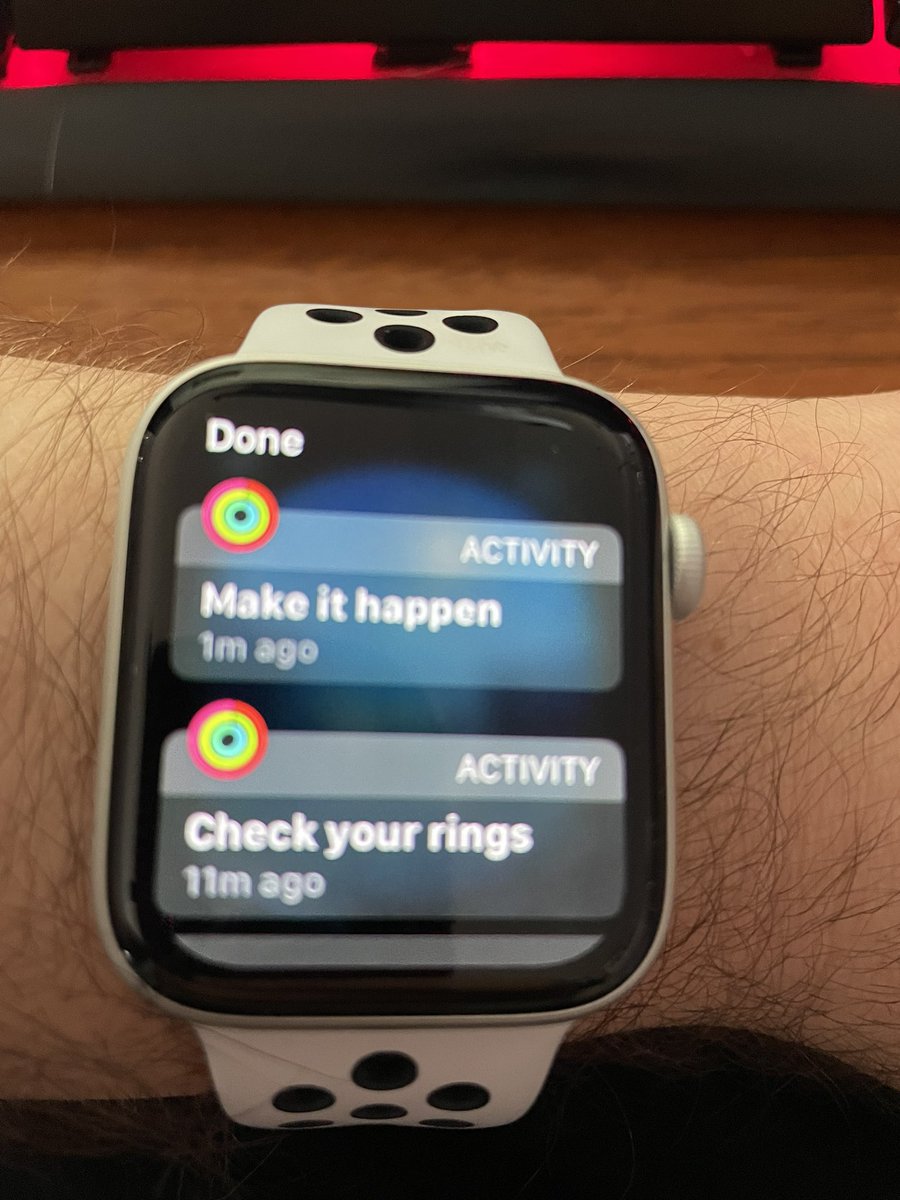 Done
ACTIVITY
Make it happen
1m ago
ACTIVITY
Check your rings
11m ago